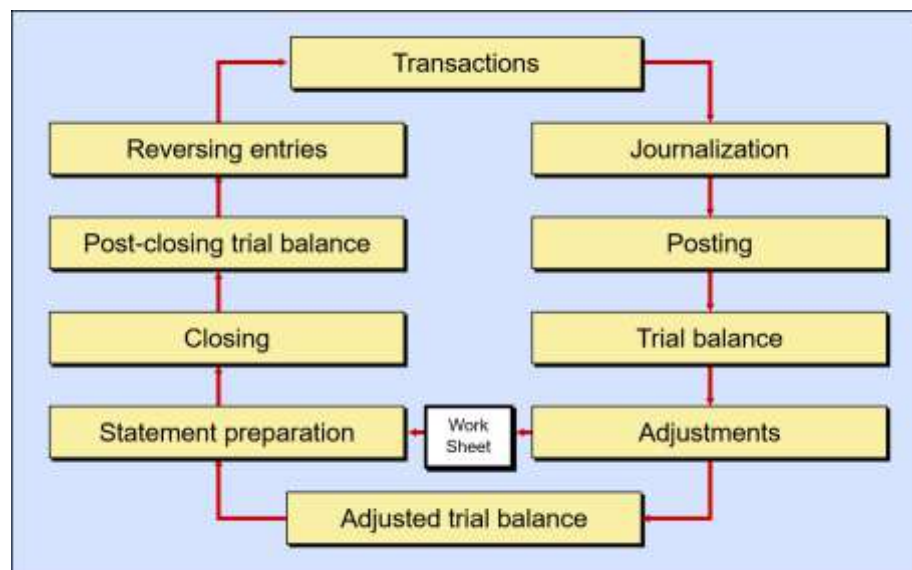 Transactions
Reversing entries
Journalization
Post-closing trial balance
Posting
Closing
Trial balance
Statement preparation
Work
Sheet
Adjustments
Adjusted trial balance